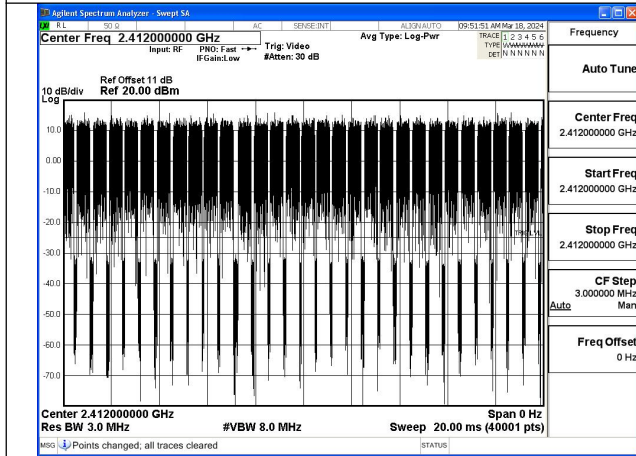 Agilent Spectrum Analyzer - Swept SA
RL 50 Ω AC SENSE:INT ALIGNAUTO 09:51:51 AM Mar 18, 2024
Center Freq 2.412000000 GHz
Input: RF PNO: Fast Trig: Video Avg Type: Log-Pwr TRACE 1 2 3 4 5 6
IFGain:Low #Atten: 30 dB TYPE
DET N N N N N N
Ref Offset 11 dB
10 dB/div Ref 20.00 dBm
Log
10.0
0.00
-10.0
-20.0
-30.0
-40.0
-50.0
-60.0
-70.0
Center 2.412000000 GHz Span 0 Hz
Res BW 3.0 MHz #VBW 8.0 MHz Sweep 20.00 ms (40001 pts)
MSG Points changed; all traces cleared STATUS
Frequency
Auto Tune
Center Freq
2.412000000 GHz
Start Freq
2.412000000 GHz
Stop Freq
2.412000000 GHz
CF Step
3.000000 MHz
Auto Man
Freq Offset
0 Hz